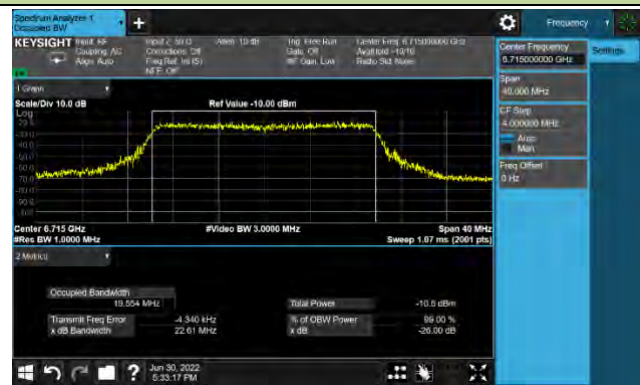 Spectrum Analyzer 1
Occupied BW
+
Frequency
KEYSIGHT
Input: RF
Coupling: AC
Align: Auto
Input Z: 50 Ω
Corrections: Off
Freq Ref: Int (S)
NFE: Off
Atten: 10 dB
Trig: Free Run
Gate: Off
#IF Gain: Low
Center Freq: 6.715000000 GHz
Avg|Hold: >10/10
Radio Std: None
Center Frequency
6.715000000 GHz
Settings
Span
40.000 MHz
CF Step
4.000000 MHz
Auto
Man
Freq Offset
0 Hz
1 Graph
Scale/Div 10.0 dB
Ref Value -10.00 dBm
Log
Center 6.715 GHz
#Video BW 3.0000 MHz
Span 40 MHz
#Res BW 1.0000 MHz
Sweep 1.07 ms (2001 pts)
2 Metrics
Occupied Bandwidth
19.554 MHz
Total Power
-10.6 dBm
Transmit Freq Error
-4.340 kHz
% of OBW Power
99.00 %
x dB Bandwidth
22.61 MHz
x dB
-26.00 dB
?
Jun 30, 2022
5:33:17 PM